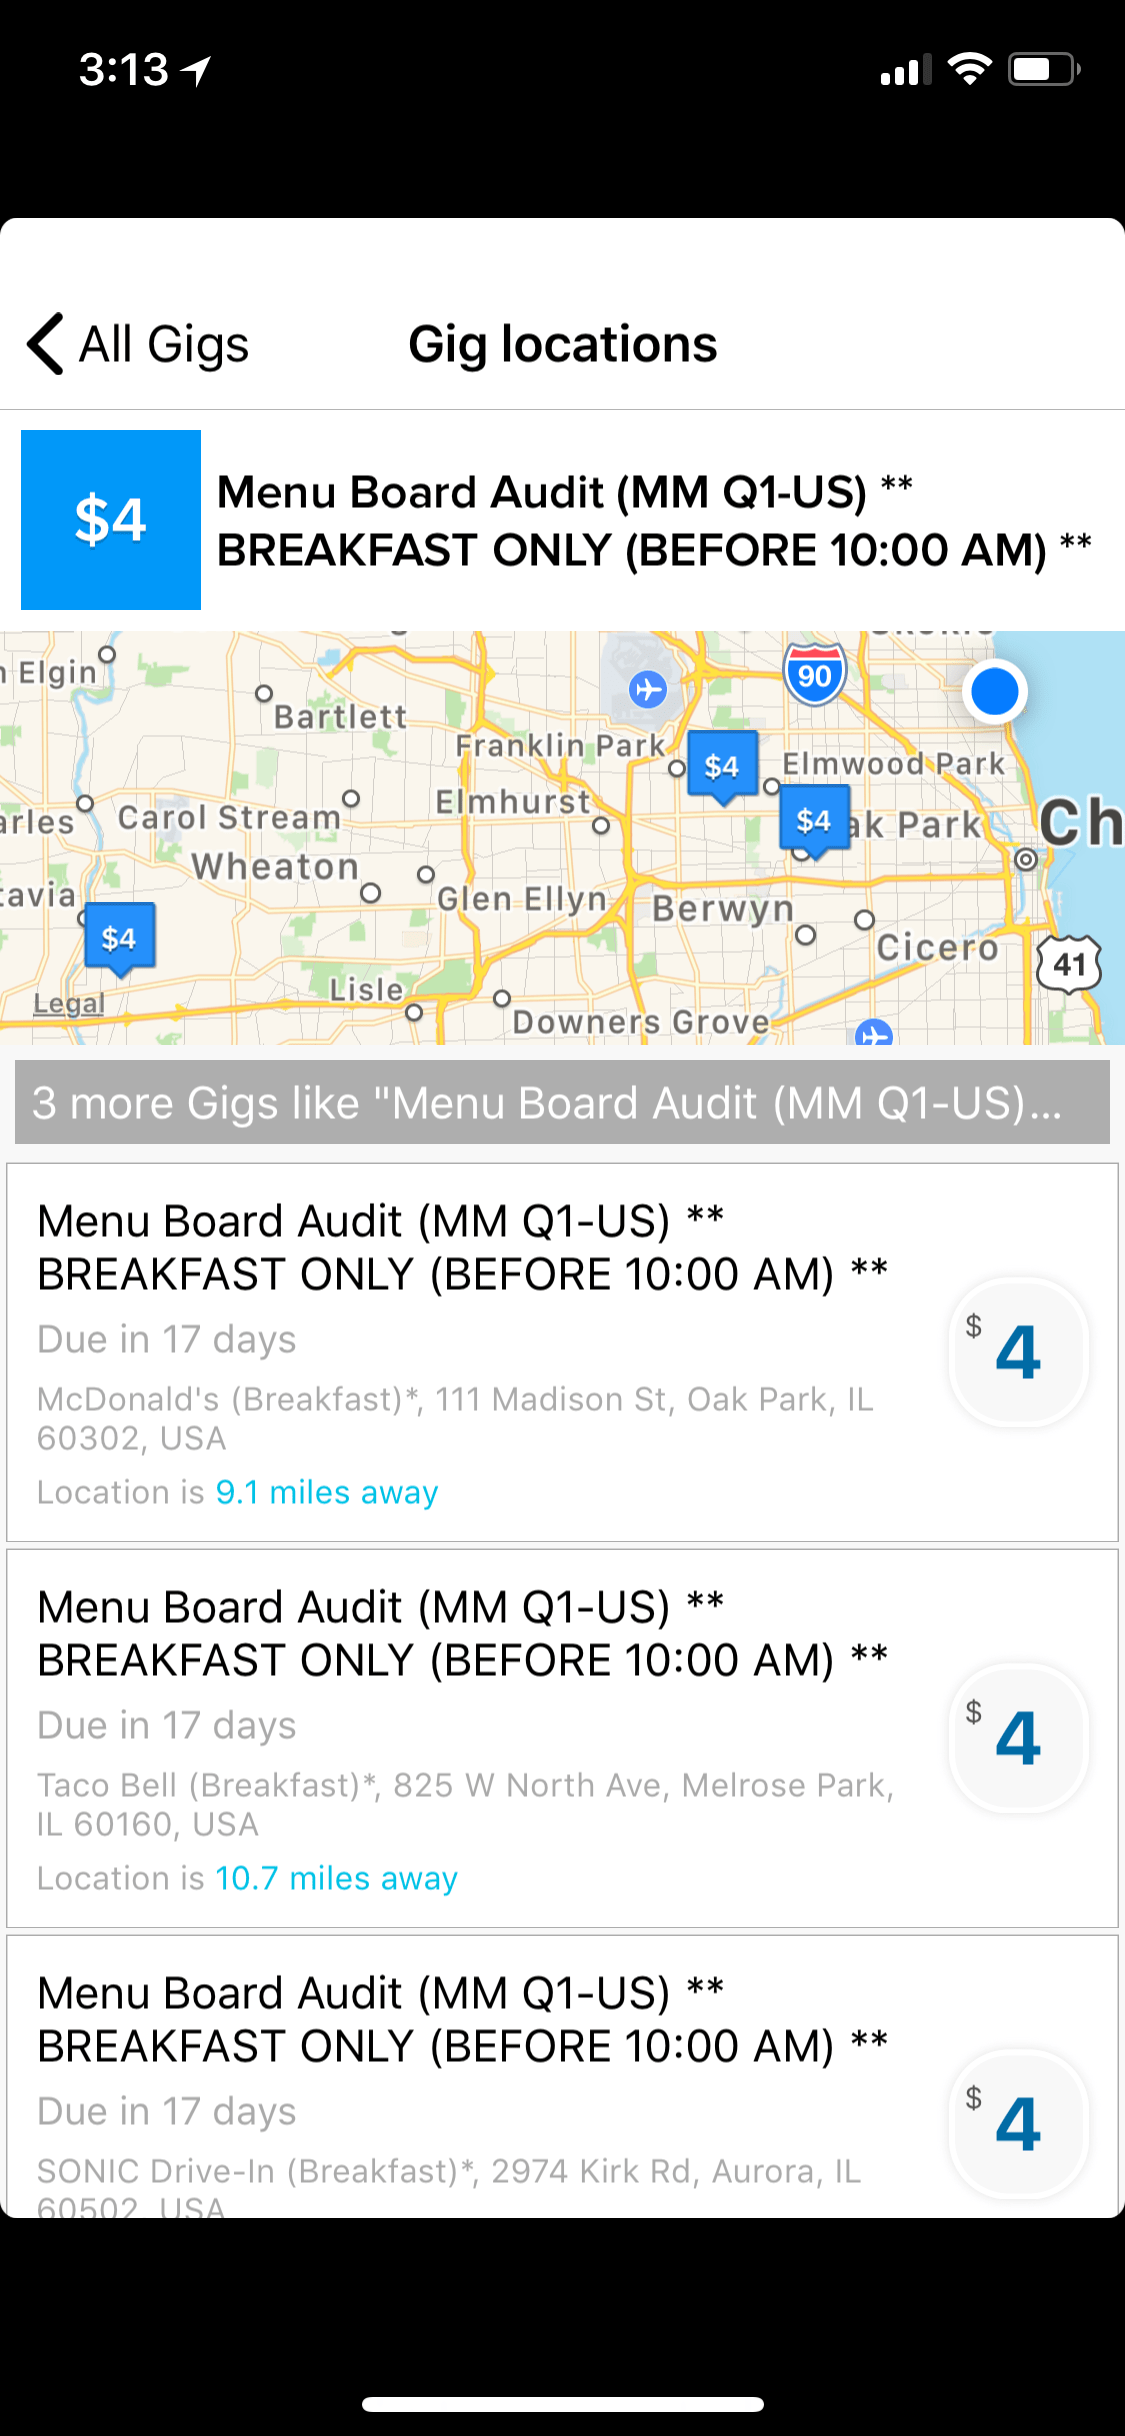 3:13
All Gigs
Gig locations
$4
Menu Board Audit (MM Q1-US) **
BREAKFAST ONLY (BEFORE 10:00 AM) **
Elgin
90
Bartlett
Franklin Park
$4
Elmwood Park
Elmhurst
Carol Stream
$4
ak Park
Ch
arles
Wheaton
avia
Glen Ellyn
Berwyn
$4
Cicero
41
Lisle
Legal
Downers Grove
3 more Gigs like "Menu Board Audit (MM Q1-US)...
Menu Board Audit (MM Q1-US) **
BREAKFAST ONLY (BEFORE 10:00 AM) **
Due in 17 days
$ 4
McDonald's (Breakfast)*, 111 Madison St, Oak Park, IL
60302, USA
Location is 9.1 miles away
Menu Board Audit (MM Q1-US) **
BREAKFAST ONLY (BEFORE 10:00 AM) **
Due in 17 days
$ 4
Taco Bell (Breakfast)*, 825 W North Ave, Melrose Park,
IL 60160, USA
Location is 10.7 miles away
Menu Board Audit (MM Q1-US) **
BREAKFAST ONLY (BEFORE 10:00 AM) **
Due in 17 days
$ 4
SONIC Drive-In (Breakfast)*, 2974 Kirk Rd, Aurora, IL
60502, USA